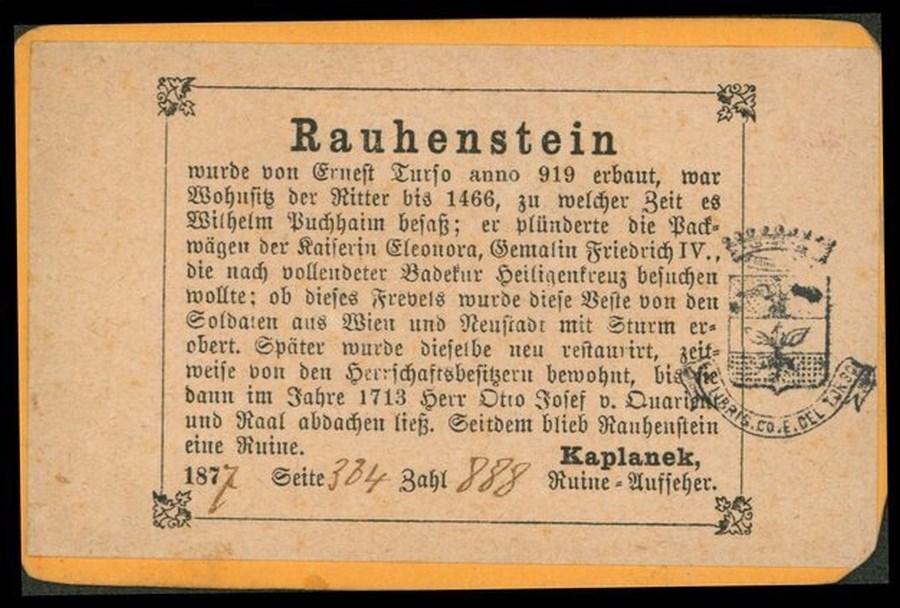 Rauhenstein
wurde von Ernest Turso anno 919 erbaut, war
Wohnsitz der Ritter bis 1466, zu welcher Zeit es
Wilhelm Puchhaim besaß; er plünderte die Pack-
wägen der Kaiserin Eleonora, Gemalin Friedrich IV.,
die nach vollendeter Badekur Heiligenkreuz besuchen
wollte; ob dieses Frevels wurde diese Veste von den
Soldaten aus Wien und Neustadt mit Sturm er-
obert. Später wurde dieselbe neu restaurirt, zeit-
weise von den Herrschaftsbesitzern bewohnt, bis sie
dann im Jahre 1713 Herr Otto Josef v. Quarient
und Raal abdachen ließ. Seitdem blieb Rauhenstein
eine Ruine.
Kaplanek,
1877 Seite 334 Zahl 888 Ruine-Aufseher.
LIBRIS. CO. E. DEL